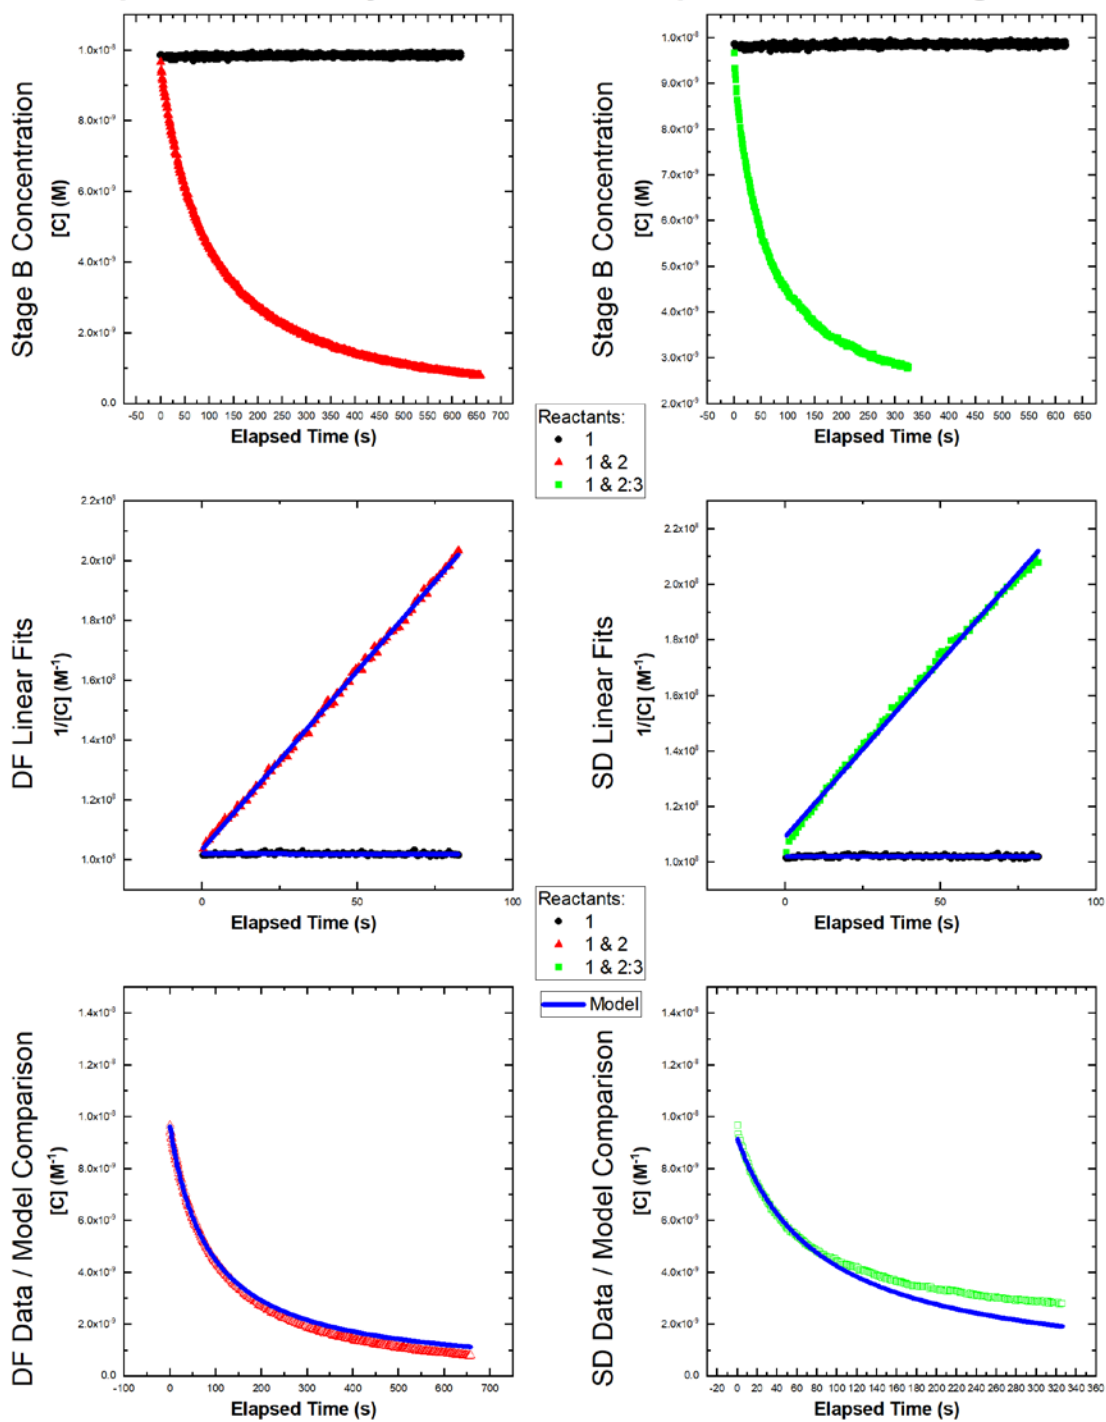 Stage B Concentration
[C] (M)
1.0x10⁻⁸
8.0x10⁻⁹
6.0x10⁻⁹
4.0x10⁻⁹
2.0x10⁻⁹
0.0
-50 0 50 100 150 200 250 300 350 400 450 500 550 600 650 700
Elapsed Time (s)
Stage B Concentration
[C] (M)
1.0x10⁻⁸
9.0x10⁻⁹
8.0x10⁻⁹
7.0x10⁻⁹
6.0x10⁻⁹
5.0x10⁻⁹
4.0x10⁻⁹
3.0x10⁻⁹
2.0x10⁻⁹
-50 0 50 100 150 200 250 300 350 400 450 500 550 600 650
Elapsed Time (s)
Reactants:
1
1 & 2
1 & 2:3
DF Linear Fits
1/[C] (M⁻¹)
2.2x10⁸
2.0x10⁸
1.8x10⁸
1.6x10⁸
1.4x10⁸
1.2x10⁸
1.0x10⁸
0 50 100
Elapsed Time (s)
SD Linear Fits
1/[C] (M⁻¹)
2.2x10⁸
2.0x10⁸
1.8x10⁸
1.6x10⁸
1.4x10⁸
1.2x10⁸
1.0x10⁸
0 50 100
Elapsed Time (s)
Reactants:
1
1 & 2
1 & 2:3
Model
DF Data / Model Comparison
[C] (M⁻¹)
1.4x10⁻⁸
1.2x10⁻⁸
1.0x10⁻⁸
8.0x10⁻⁹
6.0x10⁻⁹
4.0x10⁻⁹
2.0x10⁻⁹
0.0
-100 0 100 200 300 400 500 600 700
Elapsed Time (s)
SD Data / Model Comparison
[C] (M⁻¹)
1.4x10⁻⁸
1.2x10⁻⁸
1.0x10⁻⁸
8.0x10⁻⁹
6.0x10⁻⁹
4.0x10⁻⁹
2.0x10⁻⁹
0.0
-20 0 20 40 60 80 100 120 140 160 180 200 220 240 260 280 300 320 340 360
Elapsed Time (s)